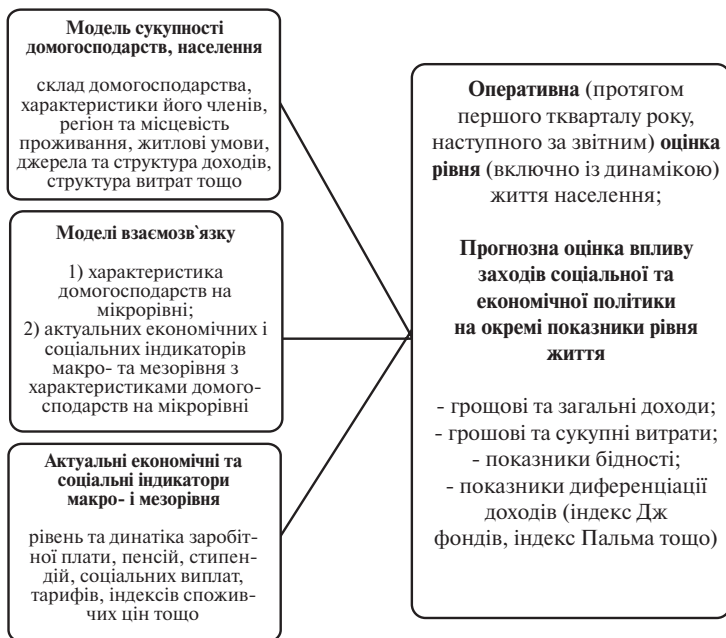 Модель сукупності
домогосподарств, населення
склад домогосподарства,
характеристики його членів,
регіон та місцевість
проживання, житлові умови,
джерела та структура доходів,
структура витрат тощо
Моделі взаємозв`язку
1) характеристика
домогосподарств на
мікрорівні;
2) актуальних економічних і
соціальних індикаторів
макро- та мезорівня з
характеристиками домого-
сподарств на мікрорівні
Актуальні економічні та
соціальні індикатори
макро- і мезорівня
рівень та динатіка заробіт-
ної плати, пенсій, стипен-
дій, соціальних виплат,
тарифів, індексів спожив-
чих цін тощо
Оперативна (протягом
першого ткварталу року,
наступного за звітним) оцінка
рівня (включно із динамікою)
життя населення;
Прогнозна оцінка впливу
заходів соціальної та
економічної політики
на окремі показники рівня
життя
- грощові та загальні доходи;
- грошові та сукупні витрати;
- показники бідності;
- показники диференціації
доходів (індекс Дж
фондів, індекс Пальма тощо)